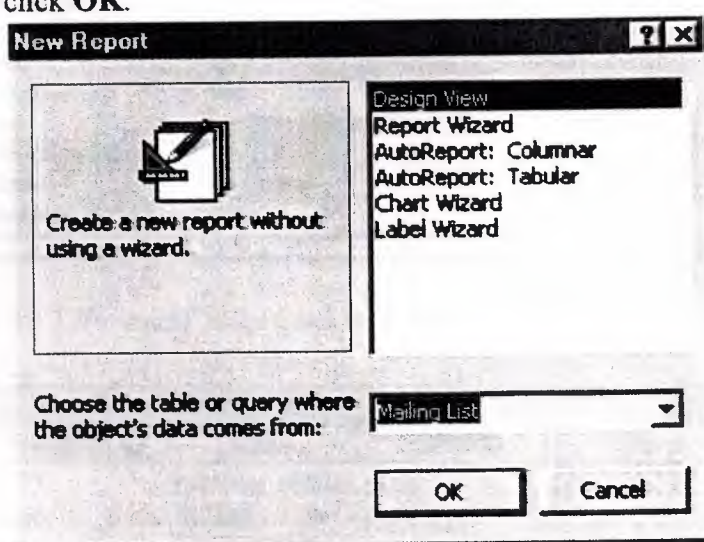 click OK.
New Report
Design View
Report Wizard
AutoReport: Columnar
AutoReport: Tabular
Chart Wizard
Label Wizard
Create a new report without
using a wizard.
Choose the table or query where
the object's data comes from:
Mailing List
OK
Cancel